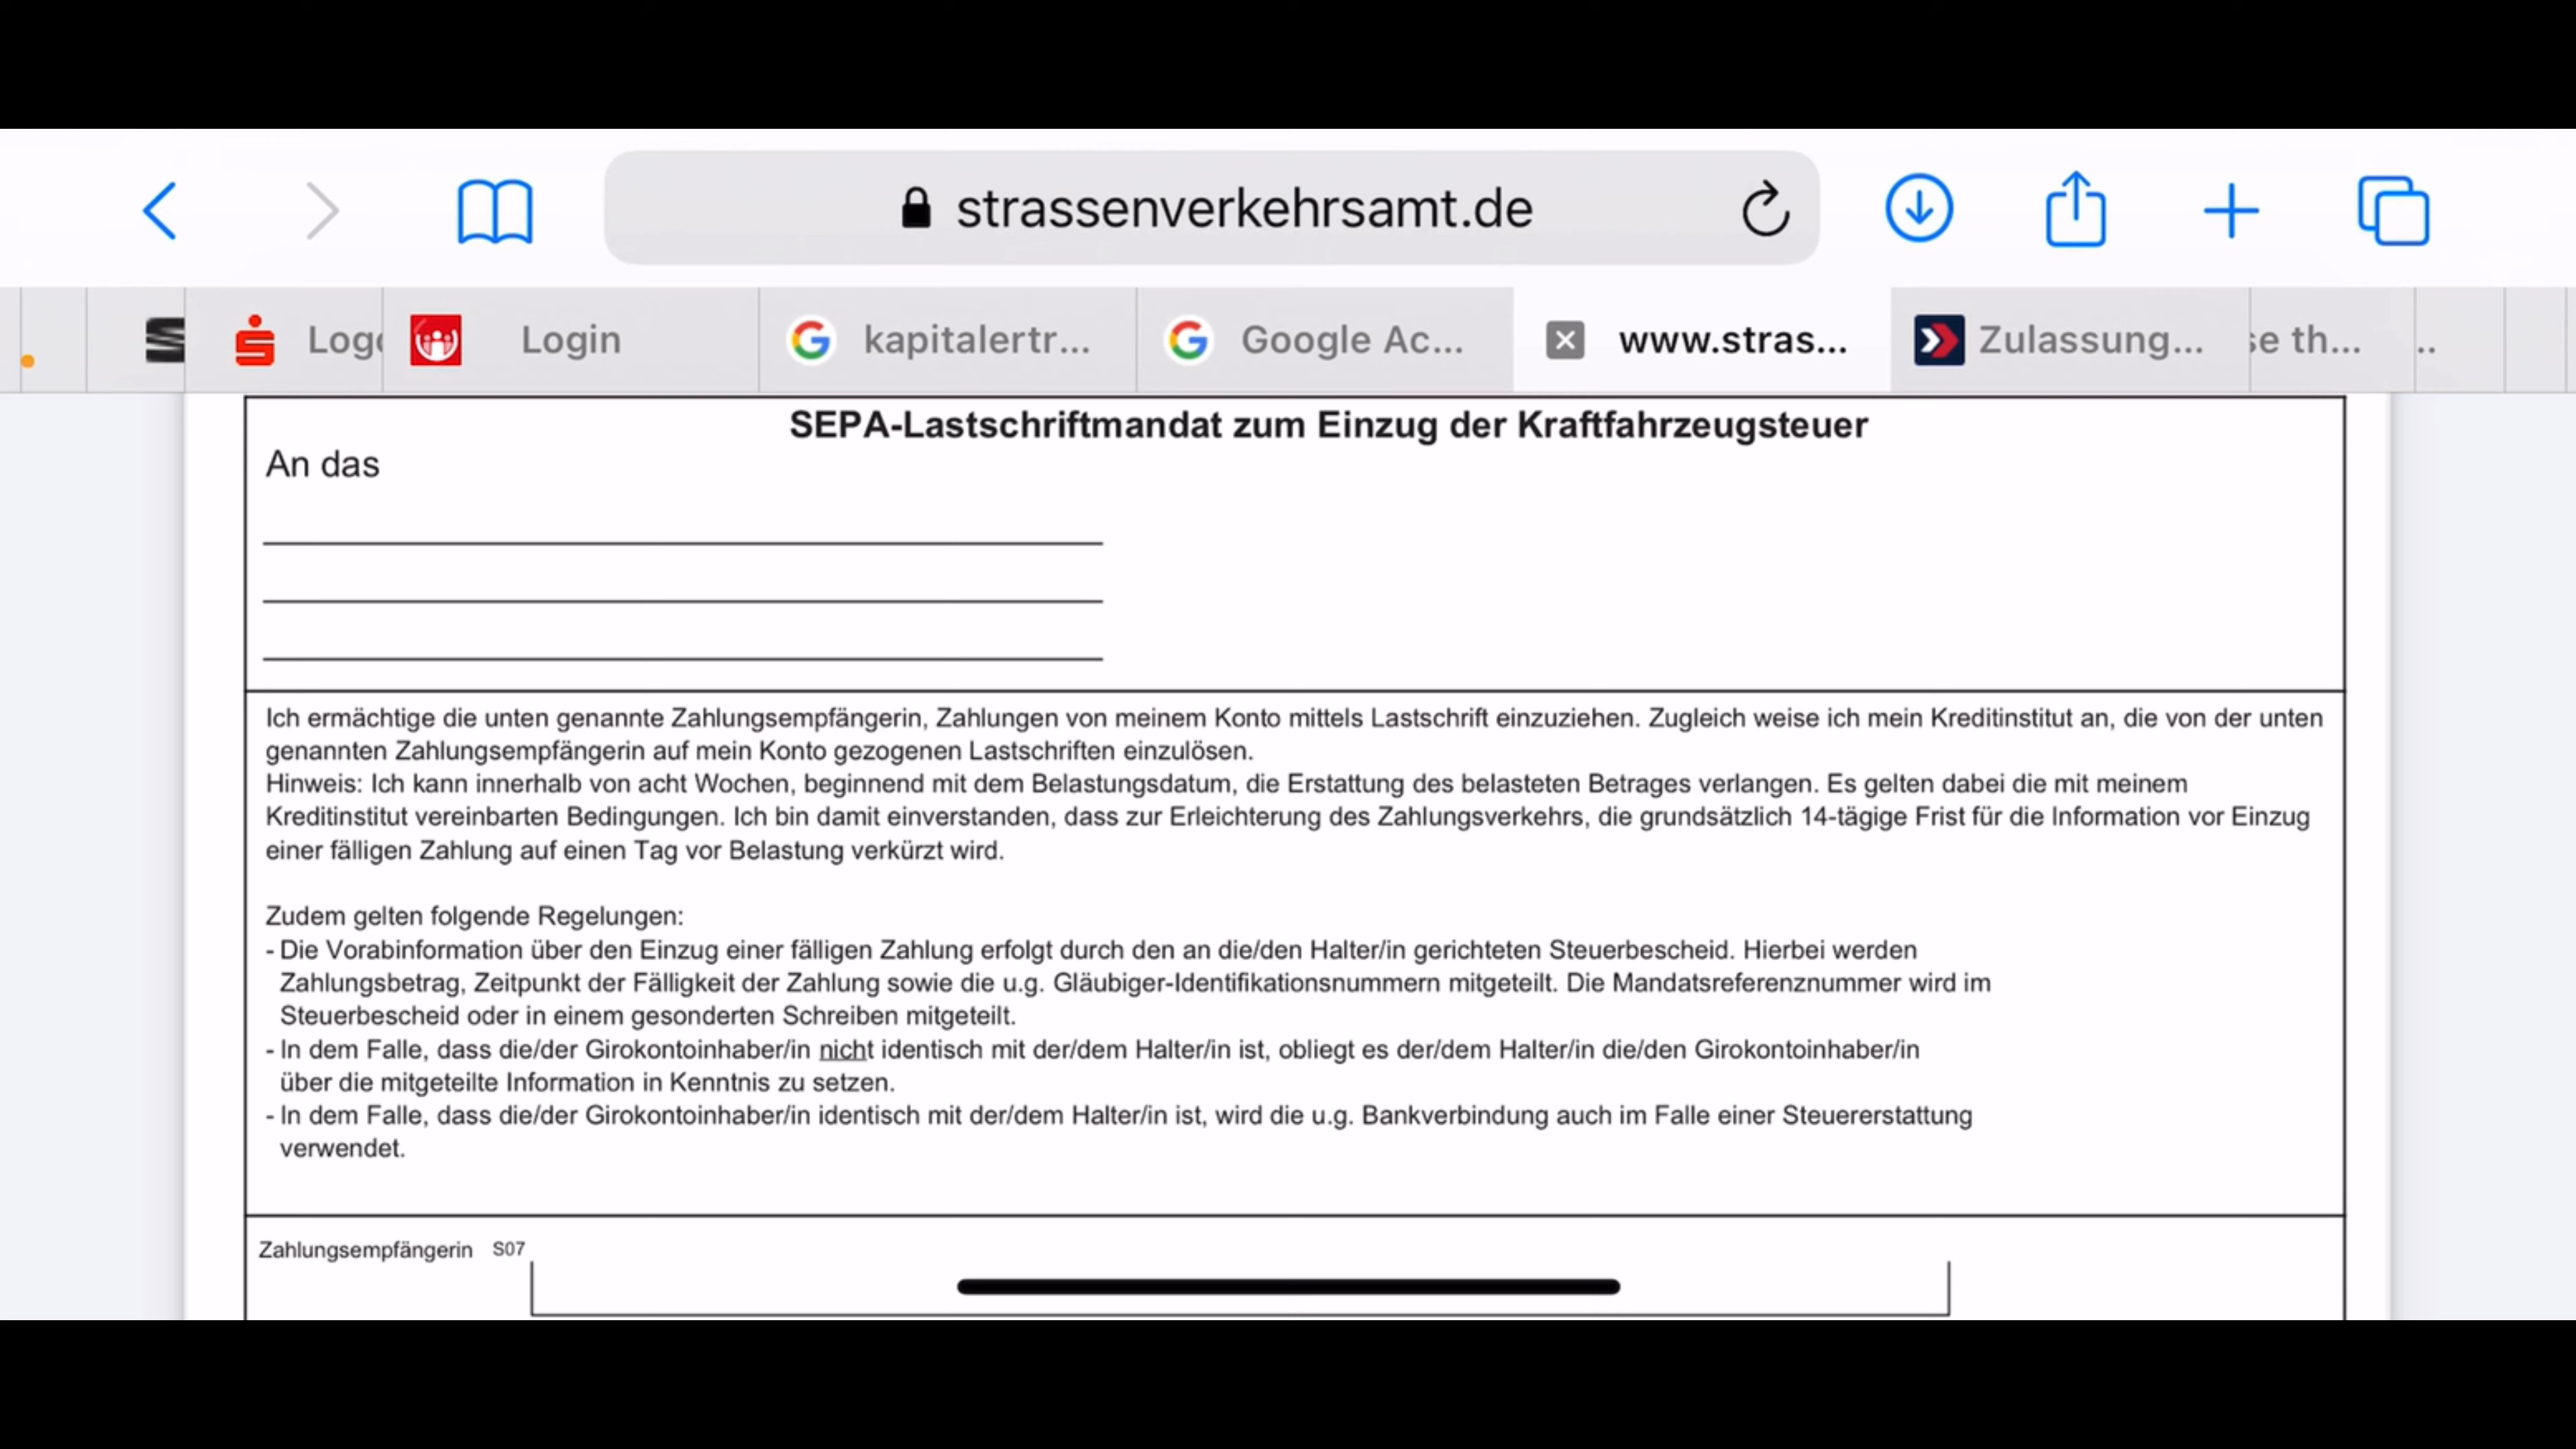 strassenverkehrsamt.de
Login
kapitalertr...
Google Ac...
www.stras...
Zulassung...
se th...
SEPA-Lastschriftmandat zum Einzug der Kraftfahrzeugsteuer
An das
Ich ermächtige die unten genannte Zahlungsempfängerin, Zahlungen von meinem Konto mittels Lastschrift einzuziehen. Zugleich weise ich mein Kreditinstitut an, die von der unten
genannten Zahlungsempfängerin auf mein Konto gezogenen Lastschriften einzulösen.
Hinweis: Ich kann innerhalb von acht Wochen, beginnend mit dem Belastungsdatum, die Erstattung des belasteten Betrages verlangen. Es gelten dabei die mit meinem
Kreditinstitut vereinbarten Bedingungen. Ich bin damit einverstanden, dass zur Erleichterung des Zahlungsverkehrs, die grundsätzlich 14-tägige Frist für die Information vor Einzug
einer fälligen Zahlung auf einen Tag vor Belastung verkürzt wird.
Zudem gelten folgende Regelungen:
- Die Vorabinformation über den Einzug einer fälligen Zahlung erfolgt durch den an die/den Halter/in gerichteten Steuerbescheid. Hierbei werden
Zahlungsbetrag, Zeitpunkt der Fälligkeit der Zahlung sowie die u.g. Gläubiger-Identifikationsnummern mitgeteilt. Die Mandatsreferenznummer wird im
Steuerbescheid oder in einem gesonderten Schreiben mitgeteilt.
- In dem Falle, dass die/der Girokontoinhaber/in nicht identisch mit der/dem Halter/in ist, obliegt es der/dem Halter/in die/den Girokontoinhaber/in
über die mitgeteilte Information in Kenntnis zu setzen.
- In dem Falle, dass die/der Girokontoinhaber/in identisch mit der/dem Halter/in ist, wird die u.g. Bankverbindung auch im Falle einer Steuererstattung
verwendet.
Zahlungsempfängerin S07